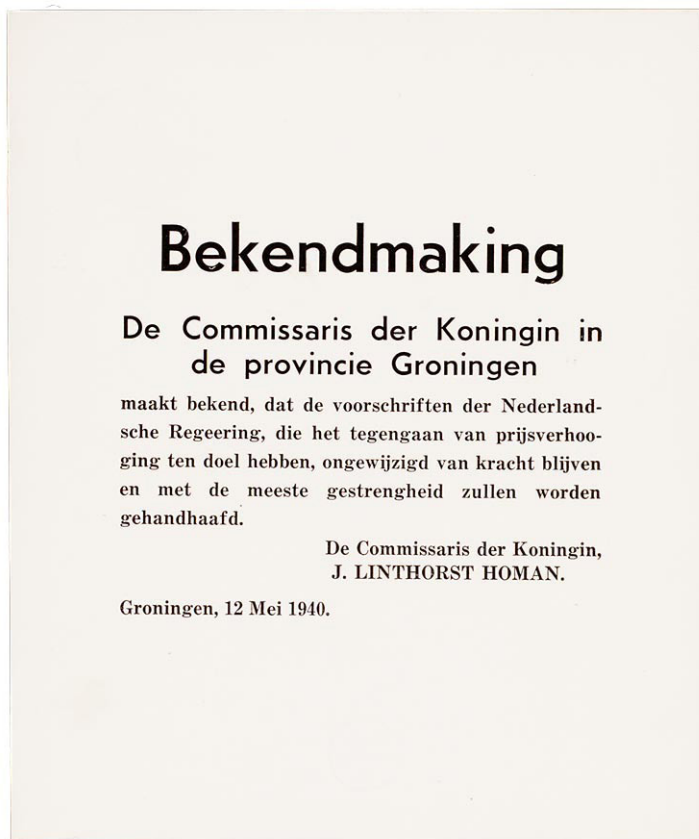 Bekendmaking
De Commissaris der Koningin in
de provincie Groningen
maakt bekend, dat de voorschriften der Nederland-
sche Regeering, die het tegengaan van prijsverhoo-
ging ten doel hebben, ongewijzigd van kracht blijven
en met de meeste gestrengheid zullen worden
gehandhaafd.
De Commissaris der Koningin,
J. LINTHORST HOMAN.
Groningen, 12 Mei 1940.